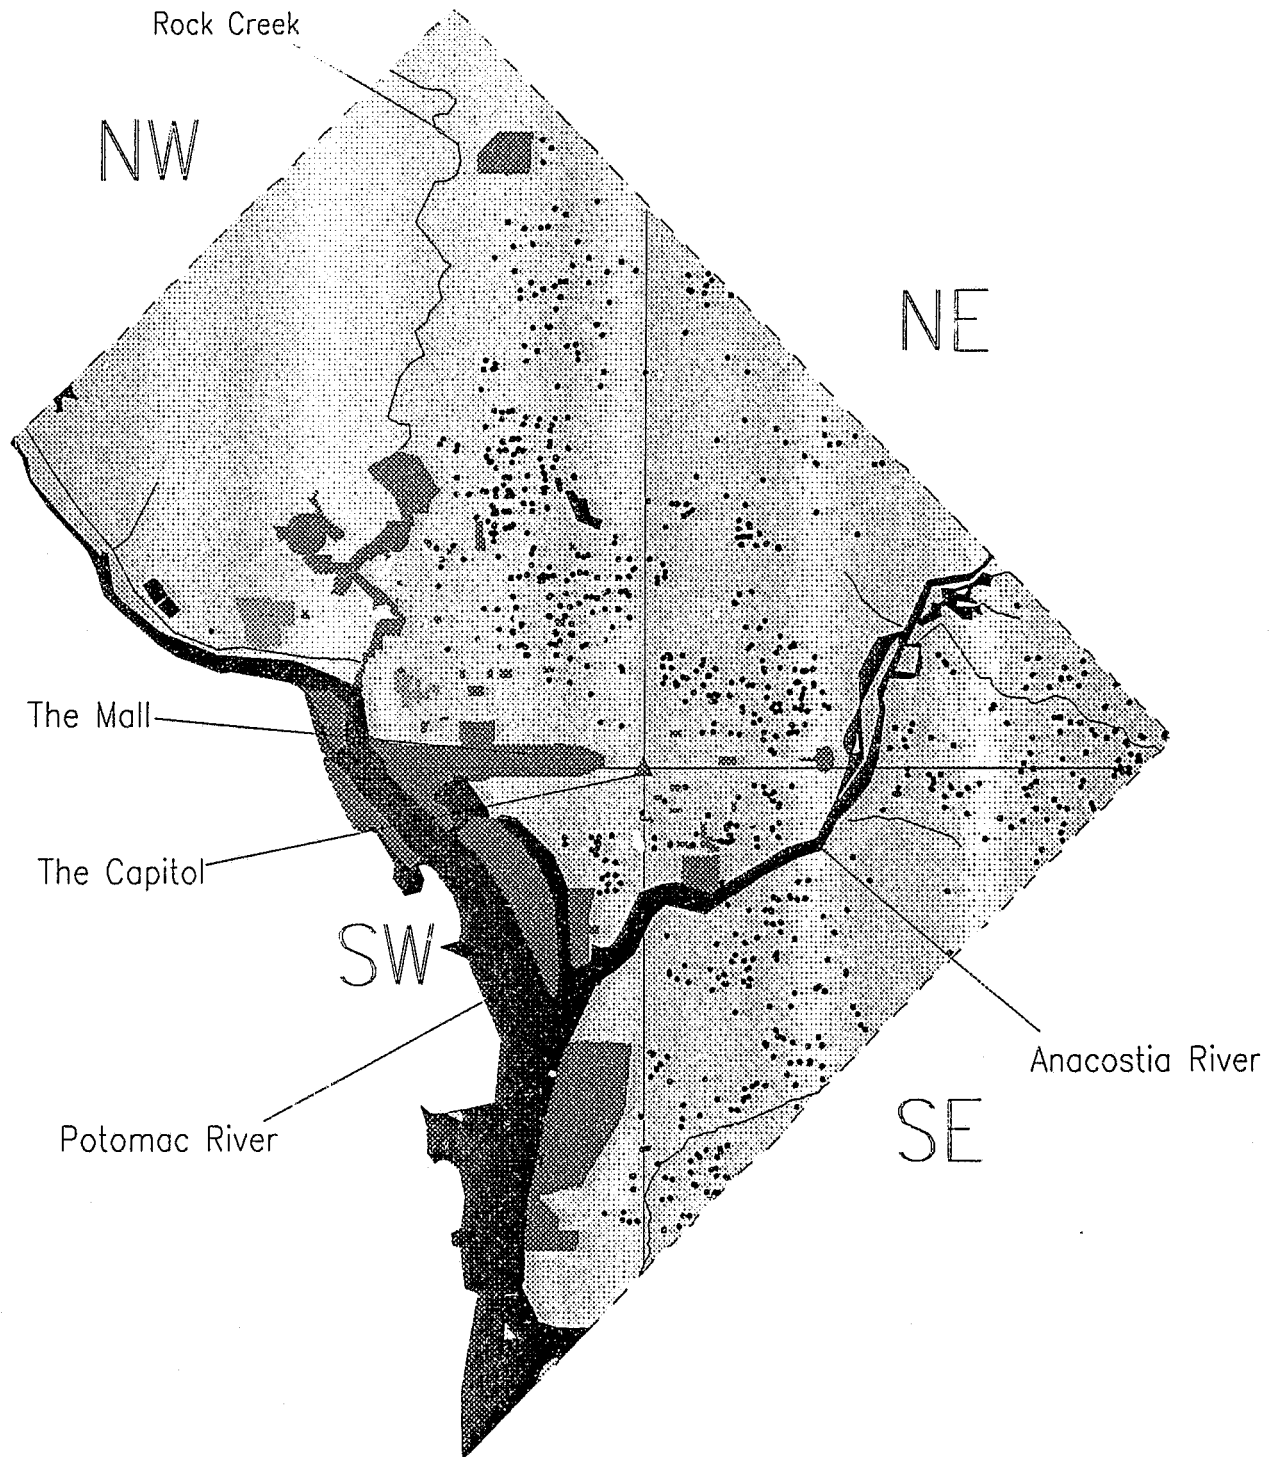 Rock Creek
NW
NE
The Mall
The Capitol
SW
Anacostia River
SE
Potomac River